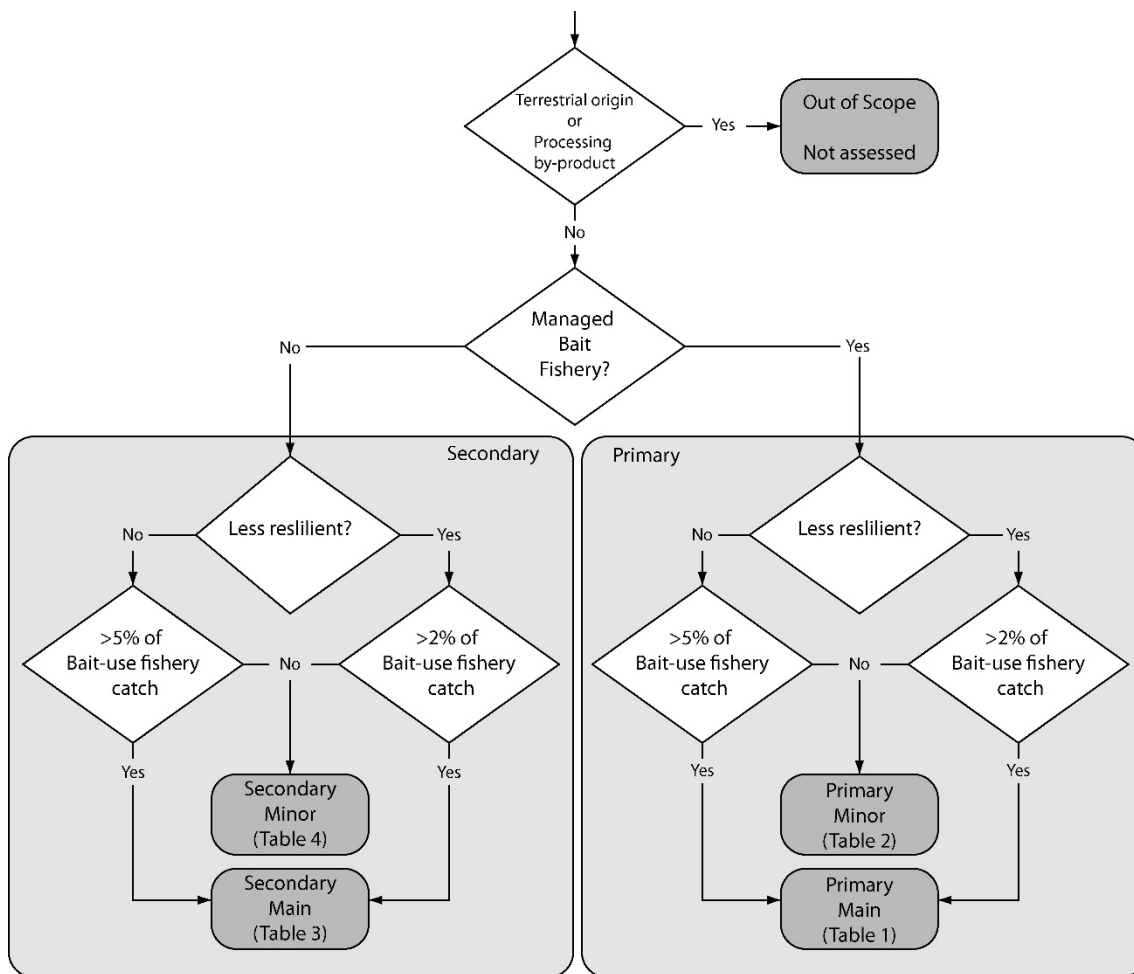 Terrestrial origin
or
Processing
by-product
Yes
Out of Scope
Not assessed
No
Managed
Bait
Fishery?
No
Yes
Secondary
Primary
Less reslilient?
No
Yes
>5% of
Bait-use fishery
catch
No
>2% of
Bait-use fishery
catch
Yes
Yes
Secondary
Minor
(Table 4)
Secondary
Main
(Table 3)
Less reslilient?
No
Yes
>5% of
Bait-use fishery
catch
No
>2% of
Bait-use fishery
catch
Yes
Yes
Primary
Minor
(Table 2)
Primary
Main
(Table 1)